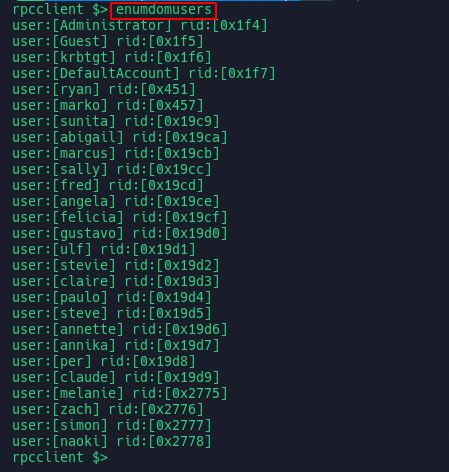 rpcclient $> enumdomusers
user:[Administrator] rid:[0x1f4]
user:[Guest] rid:[0x1f5]
user:[krbtgt] rid:[0x1f6]
user:[DefaultAccount] rid:[0x1f7]
user:[ryan] rid:[0x451]
user:[marko] rid:[0x457]
user:[sunita] rid:[0x19c9]
user:[abigail] rid:[0x19ca]
user:[marcus] rid:[0x19cb]
user:[sally] rid:[0x19cc]
user:[fred] rid:[0x19cd]
user:[angela] rid:[0x19ce]
user:[felicia] rid:[0x19cf]
user:[gustavo] rid:[0x19d0]
user:[ulf] rid:[0x19d1]
user:[stevie] rid:[0x19d2]
user:[claire] rid:[0x19d3]
user:[paulo] rid:[0x19d4]
user:[steve] rid:[0x19d5]
user:[annette] rid:[0x19d6]
user:[annika] rid:[0x19d7]
user:[per] rid:[0x19d8]
user:[claude] rid:[0x19d9]
user:[melanie] rid:[0x2775]
user:[zach] rid:[0x2776]
user:[simon] rid:[0x2777]
user:[naoki] rid:[0x2778]
rpcclient $>